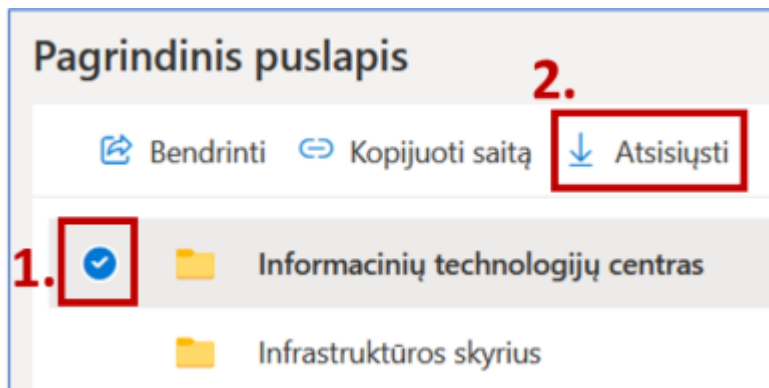 Pagrindinis puslapis
2.
Bendrinti Kopijuoti saitą Atsisiųsti
1. Informacinių technologijų centras
Infrastruktūros skyrius